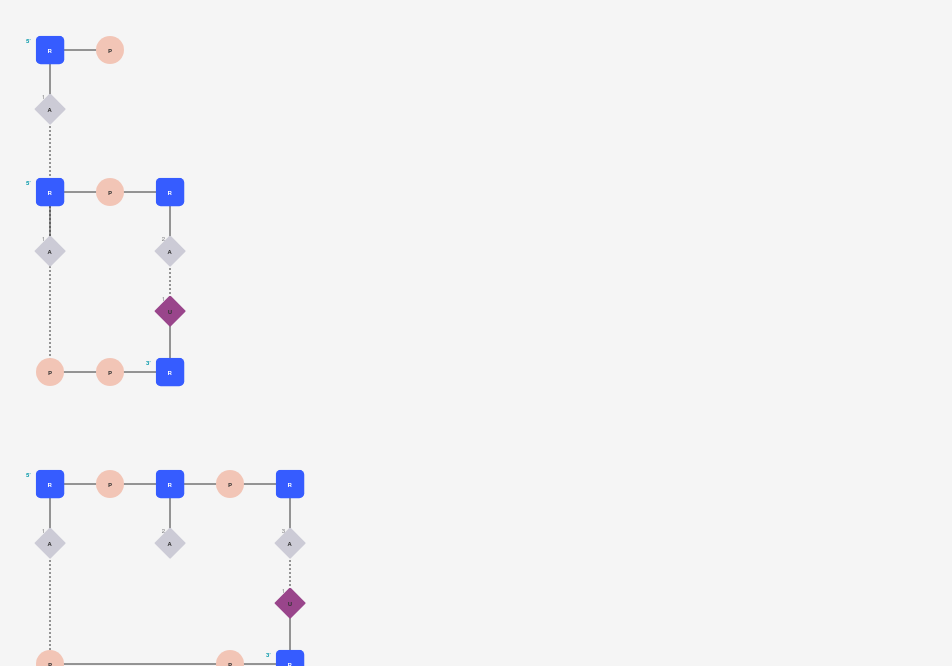 5' R P
1 A
5' R P R
1 A 2 A
1 U
3'
P P R
5' R P R P R
1 A 2 A 3 A
1 U
3'
P P R